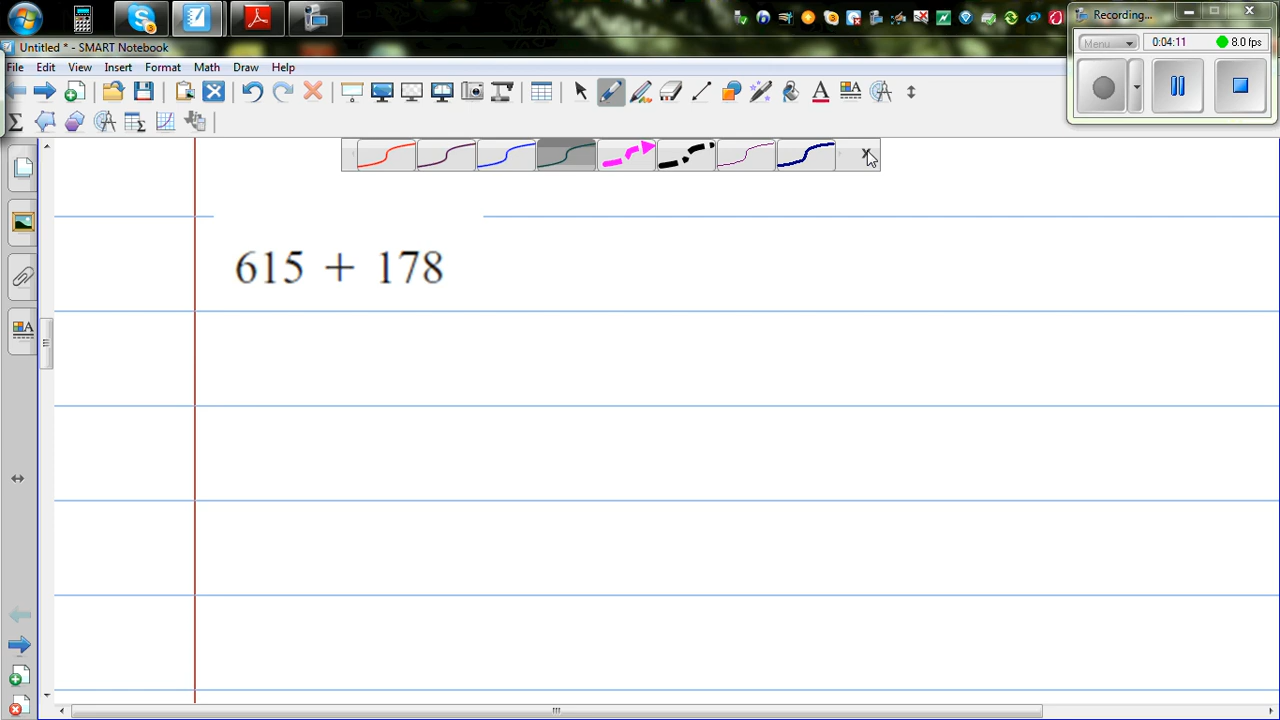 Recording...
Menu
0:04:11
8.0 fps
Untitled * - SMART Notebook
File Edit View Insert Format Math Draw Help
615 + 178